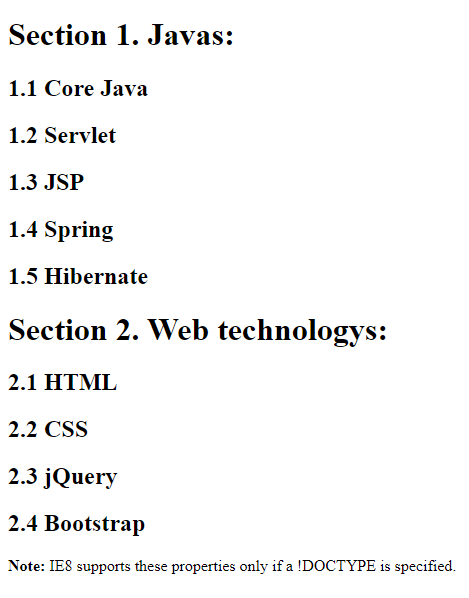 Section 1. Javas:
1.1 Core Java
1.2 Servlet
1.3 JSP
1.4 Spring
1.5 Hibernate
Section 2. Web technologys:
2.1 HTML
2.2 CSS
2.3 jQuery
2.4 Bootstrap
Note: IE8 supports these properties only if a !DOCTYPE is specified.